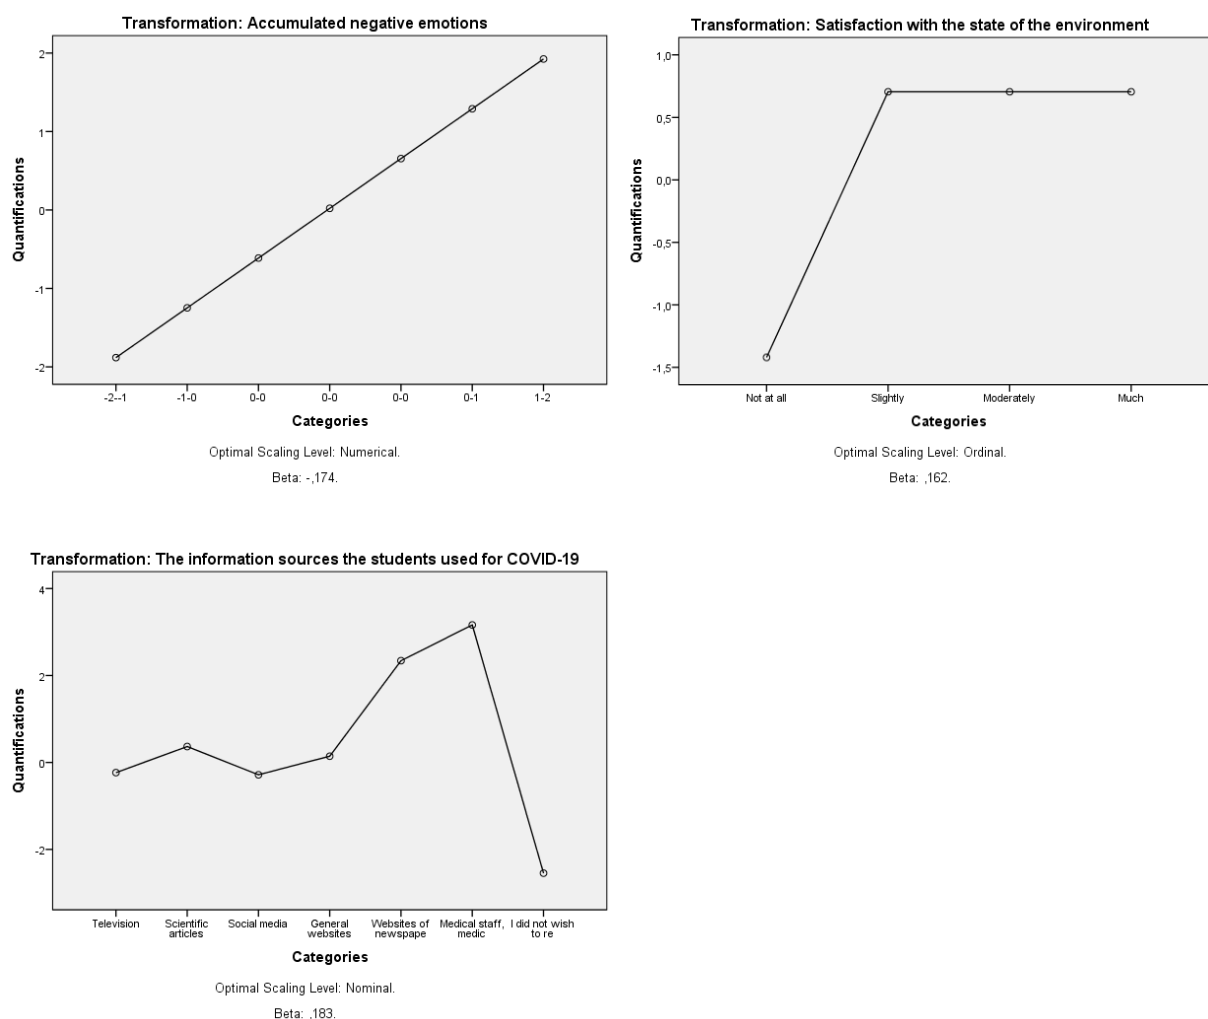 Transformation: Accumulated negative emotions
2
1
0
-1
-2
Quantifications
-2--1 -1-0 0-0 0-0 0-0 0-1 1-2
Categories
Optimal Scaling Level: Numerical.
Beta: -,174.
Transformation: Satisfaction with the state of the environment
1,0
0,5
0,0
-0,5
-1,0
-1,5
Quantifications
Not at all Slightly Moderately Much
Categories
Optimal Scaling Level: Ordinal.
Beta: ,162.
Transformation: The information sources the students used for COVID-19
4
2
0
-2
Quantifications
Television Scientific Social media General Websites of Medical staff, I did not wish
articles websites newspape medic to re
Categories
Optimal Scaling Level: Nominal.
Beta: ,183.